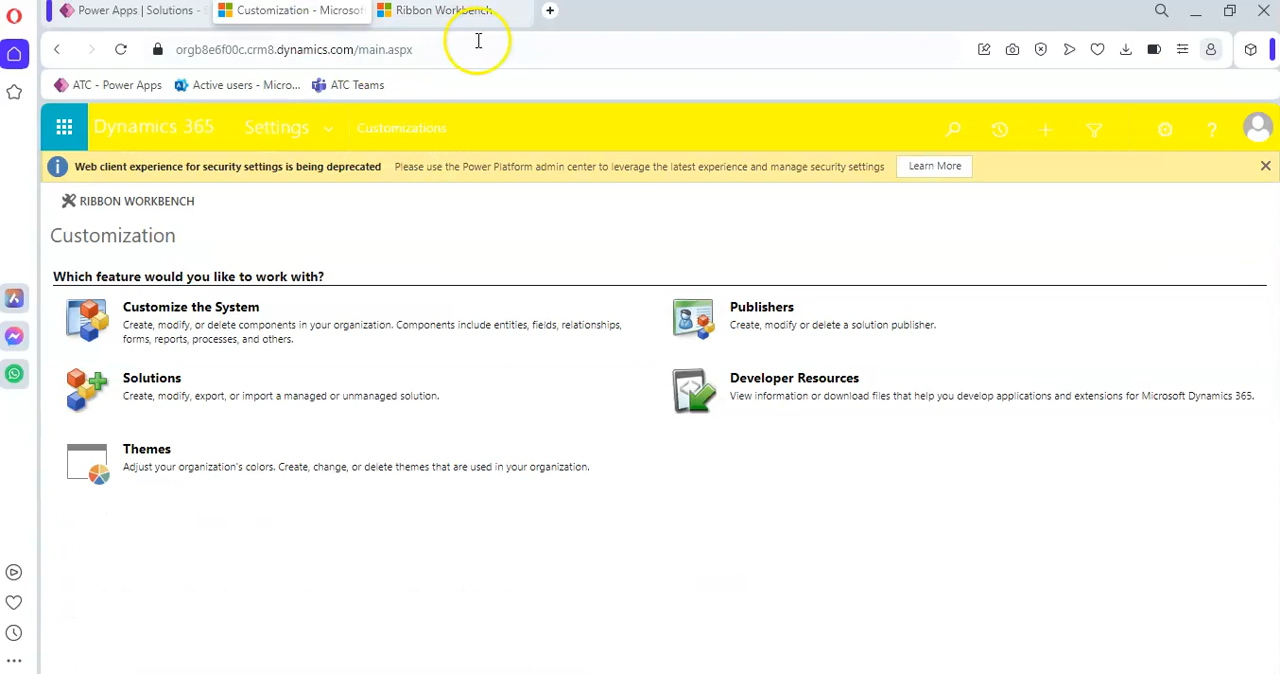 Power Apps | Solutions - S
Customization - Microsof
Ribbon Workbench
orgb8e6f00c.crm8.dynamics.com/main.aspx
ATC - Power Apps
Active users - Micro...
ATC Teams
Dynamics 365
Settings
Customizations
Web client experience for security settings is being deprecated
Please use the Power Platform admin center to leverage the latest experience and manage security settings
Learn More
RIBBON WORKBENCH
Customization
Which feature would you like to work with?
Customize the System
Create, modify, or delete components in your organization. Components include entities, fields, relationships,
forms, reports, processes, and others.
Publishers
Create, modify or delete a solution publisher.
Solutions
Create, modify, export, or import a managed or unmanaged solution.
Developer Resources
View information or download files that help you develop applications and extensions for Microsoft Dynamics 365.
Themes
Adjust your organization's colors. Create, change, or delete themes that are used in your organization.